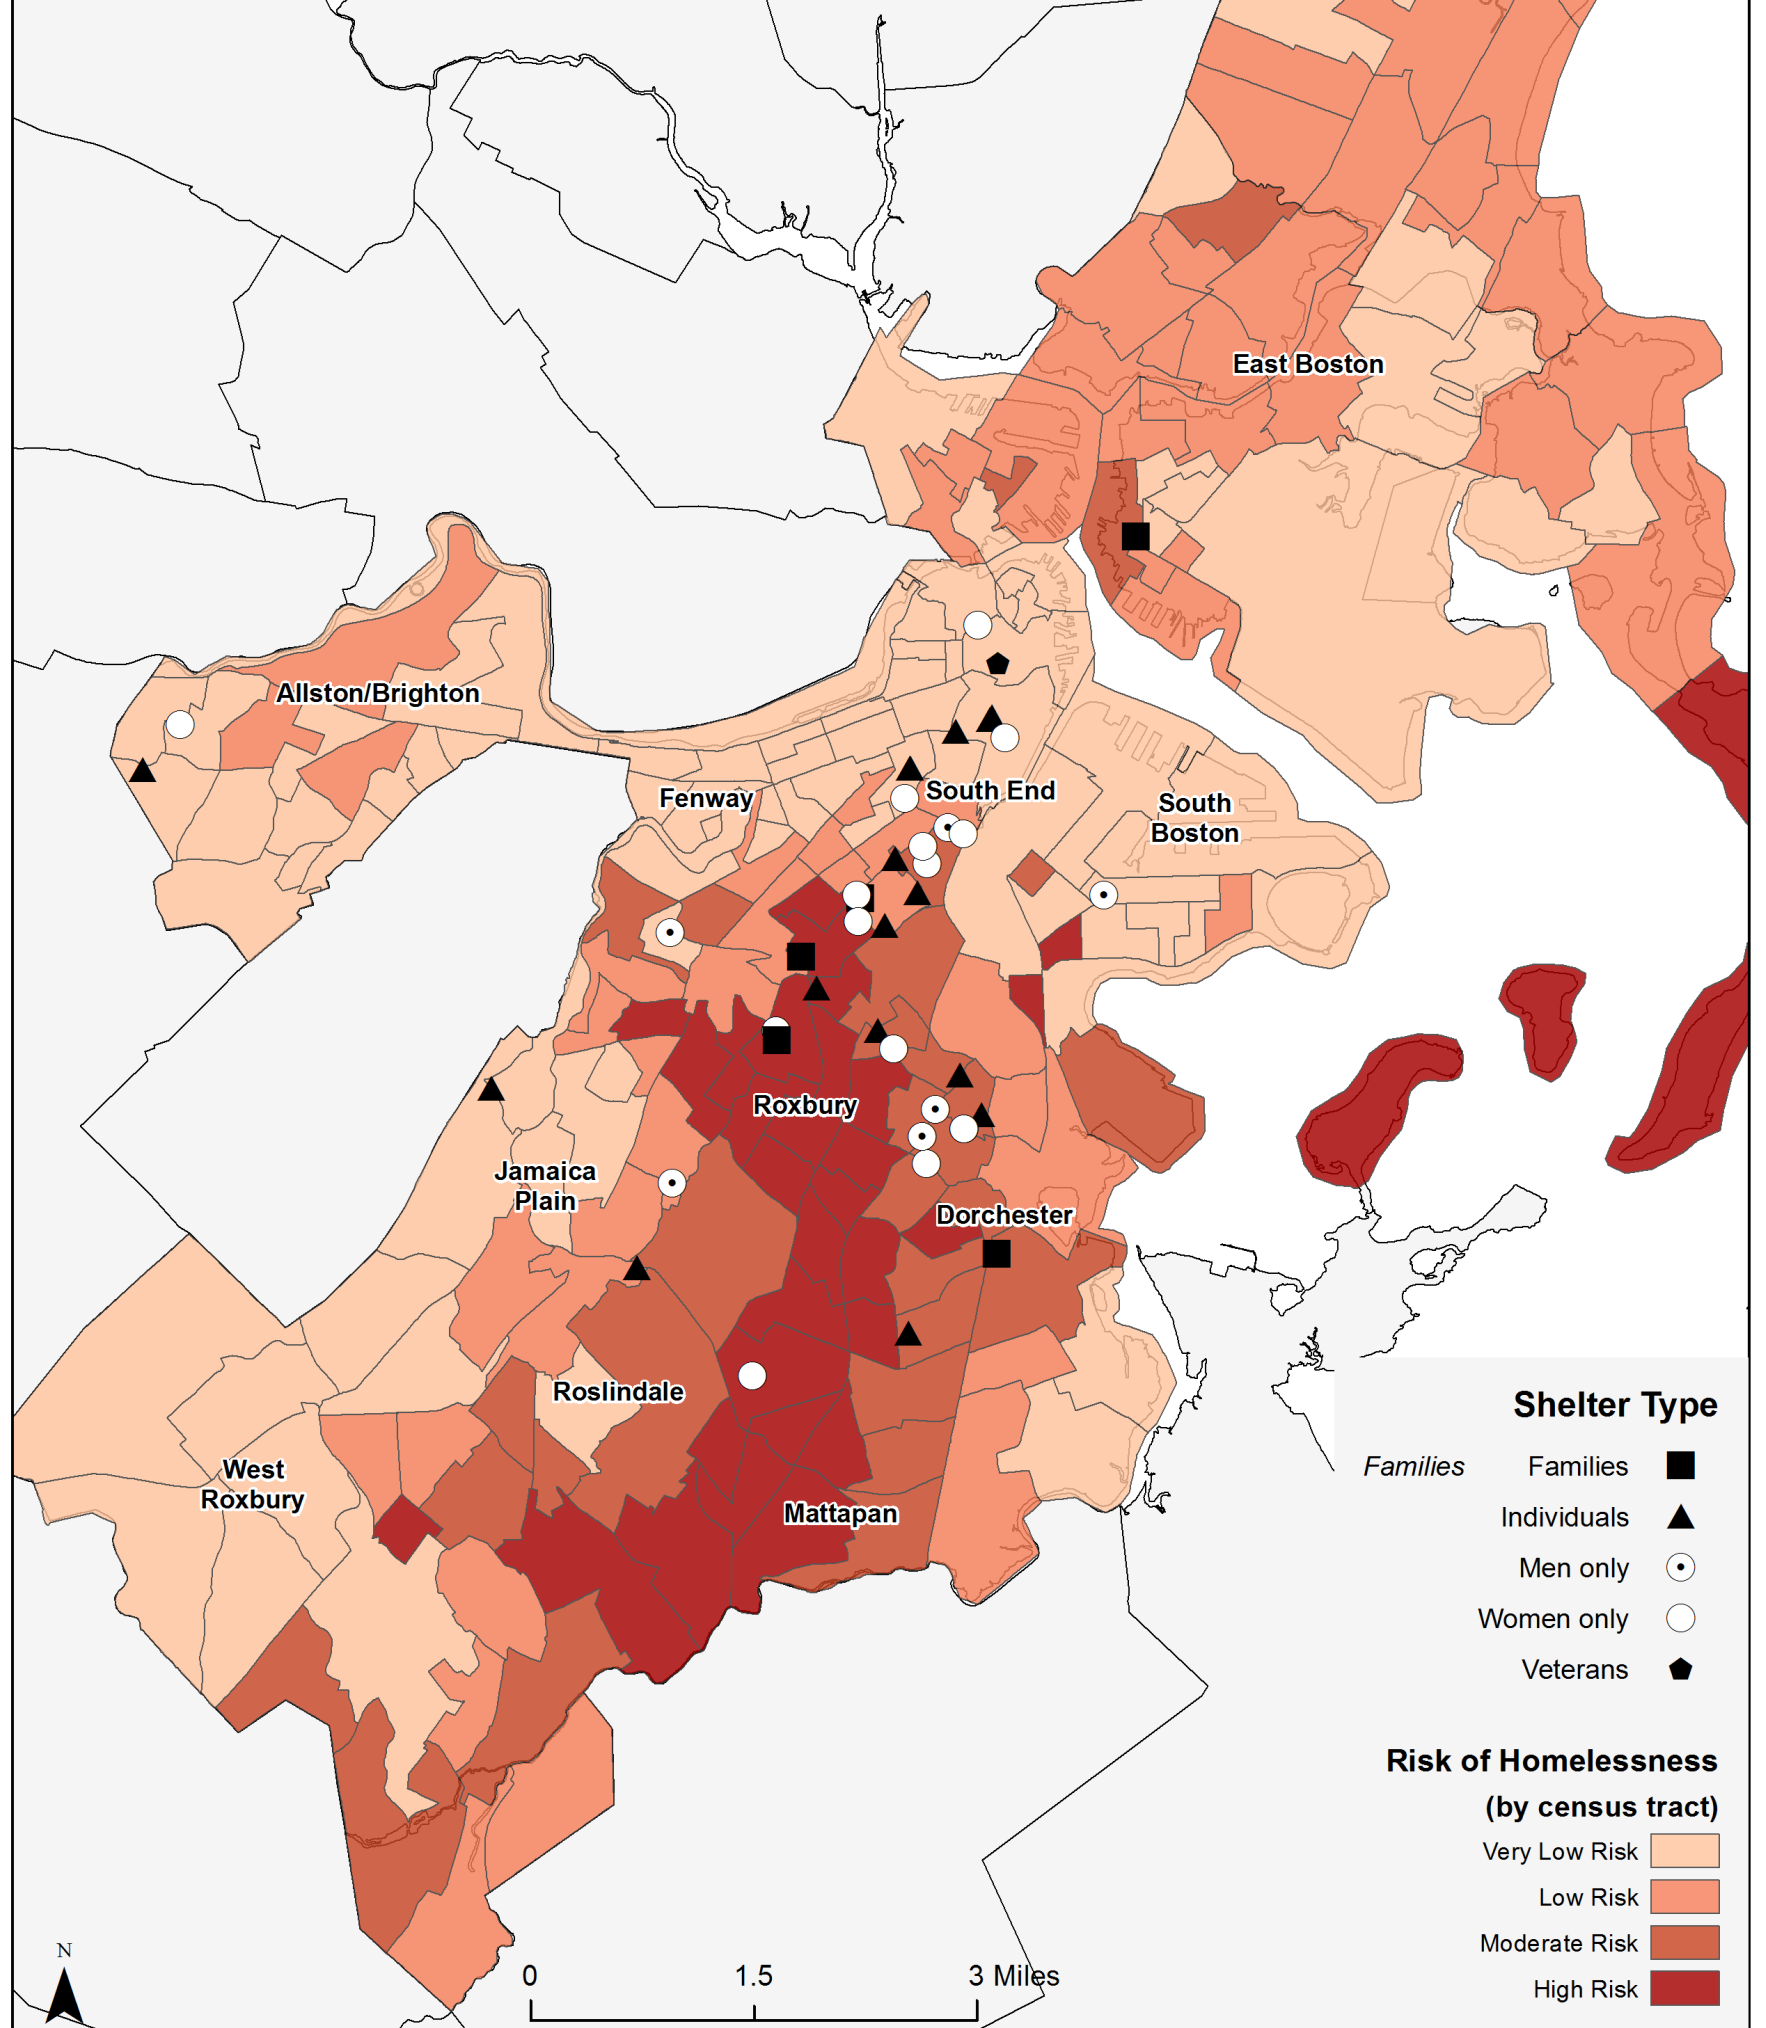 East Boston
Allston/Brighton
Fenway
South End
South
Boston
Roxbury
Jamaica
Plain
Dorchester
Roslindale
West
Roxbury
Mattapan
Shelter Type
Families Families
Individuals
Men only
Women only
Veterans
Risk of Homelessness
(by census tract)
Very Low Risk
Low Risk
Moderate Risk
High Risk
N
0 1.5 3 Miles